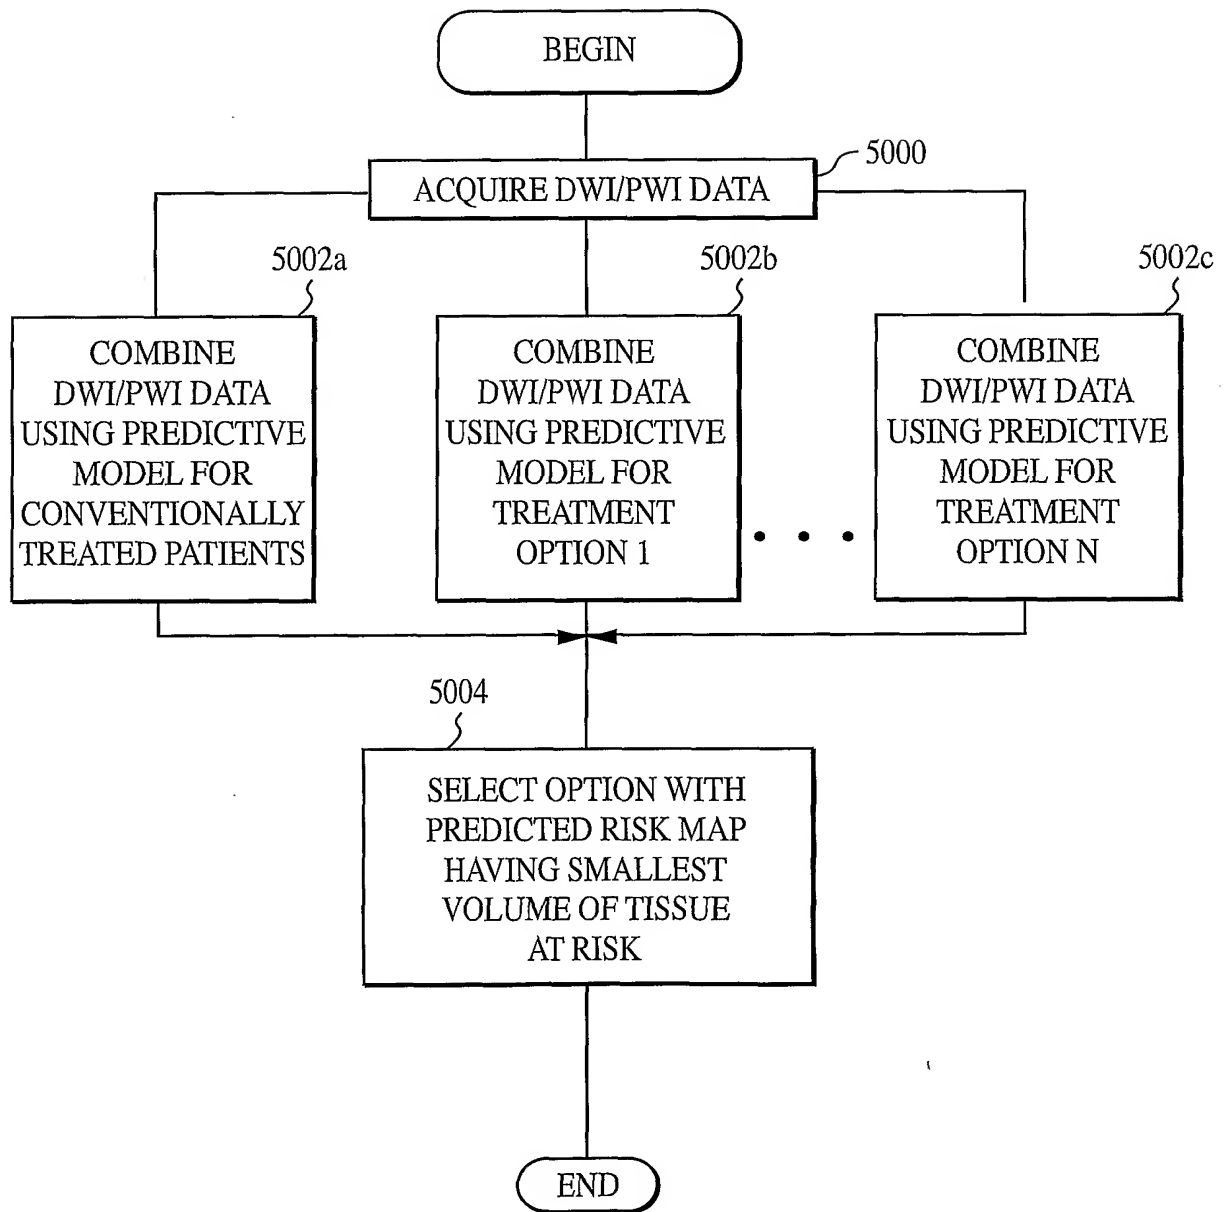 BEGIN
5000
ACQUIRE DWI/PWI DATA
5002a
COMBINE
DWI/PWI DATA
USING PREDICTIVE
MODEL FOR
CONVENTIONALLY
TREATED PATIENTS
5002b
COMBINE
DWI/PWI DATA
USING PREDICTIVE
MODEL FOR
TREATMENT
OPTION 1
5002c
COMBINE
DWI/PWI DATA
USING PREDICTIVE
MODEL FOR
TREATMENT
OPTION N
5004
SELECT OPTION WITH
PREDICTED RISK MAP
HAVING SMALLEST
VOLUME OF TISSUE
AT RISK
END